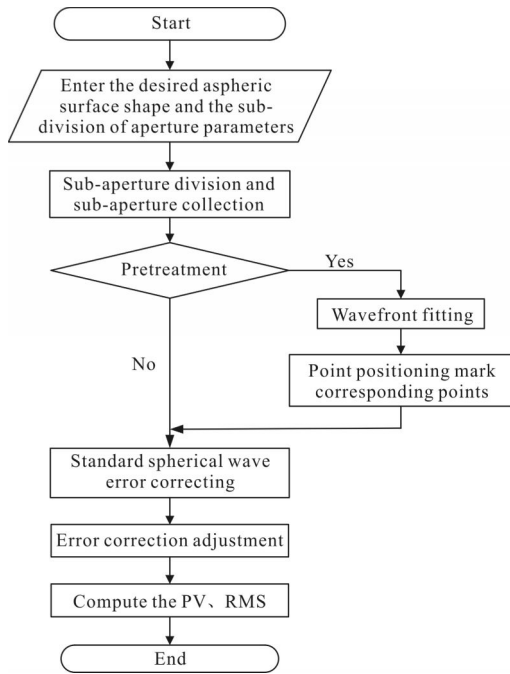 Start
Enter the desired aspheric
surface shape and the sub-
division of aperture parameters
Sub-aperture division and
sub-aperture collection
Pretreatment
Yes
Wavefront fitting
No
Point positioning mark
corresponding points
Standard spherical wave
error correcting
Error correction adjustment
Compute the PV、RMS
End